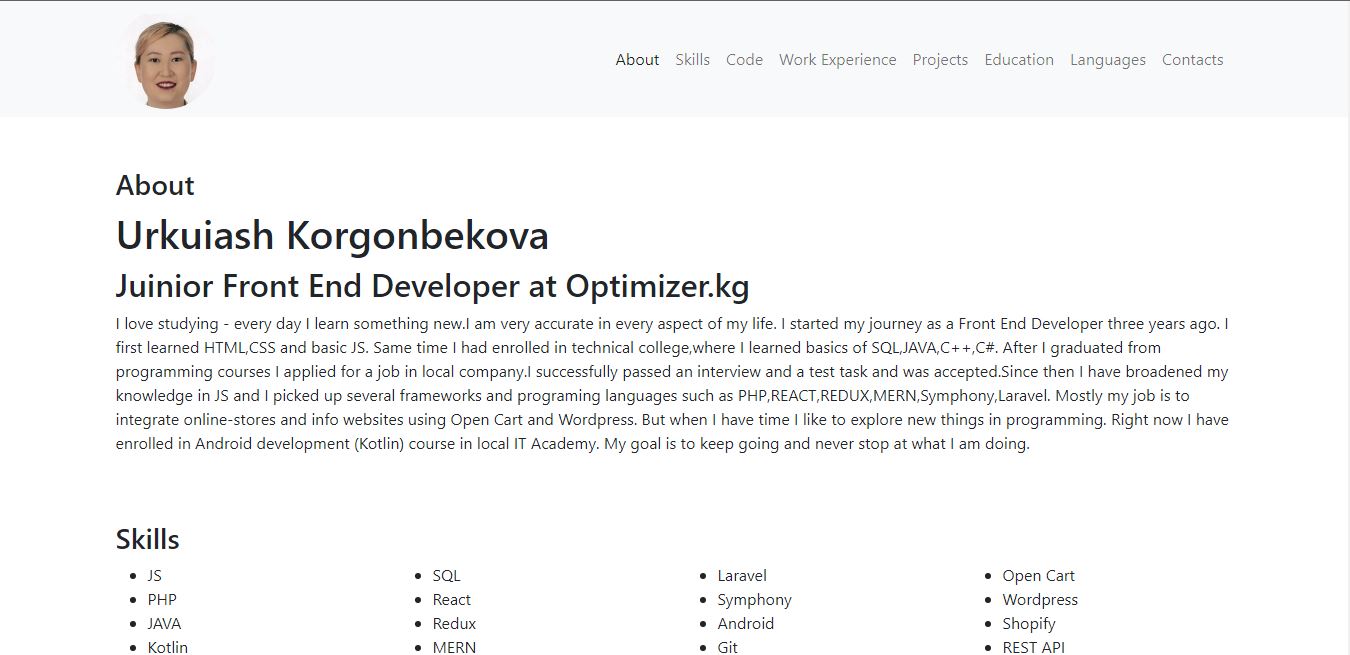 About Skills Code Work Experience Projects Education Languages Contacts
About
Urkuiash Korgonbekova
Juinior Front End Developer at Optimizer.kg
I love studying - every day I learn something new.I am very accurate in every aspect of my life. I started my journey as a Front End Developer three years ago. I
first learned HTML,CSS and basic JS. Same time I had enrolled in technical college,where I learned basics of SQL,JAVA,C++,C#. After I graduated from
programming courses I applied for a job in local company.I successfully passed an interview and a test task and was accepted.Since then I have broadened my
knowledge in JS and I picked up several frameworks and programing languages such as PHP,REACT,REDUX,MERN,Symphony,Laravel. Mostly my job is to
integrate online-stores and info websites using Open Cart and Wordpress. But when I have time I like to explore new things in programming. Right now I have
enrolled in Android development (Kotlin) course in local IT Academy. My goal is to keep going and never stop at what I am doing.
Skills
JS
PHP
JAVA
Kotlin
SQL
React
Redux
MERN
Laravel
Symphony
Android
Git
Open Cart
Wordpress
Shopify
REST API